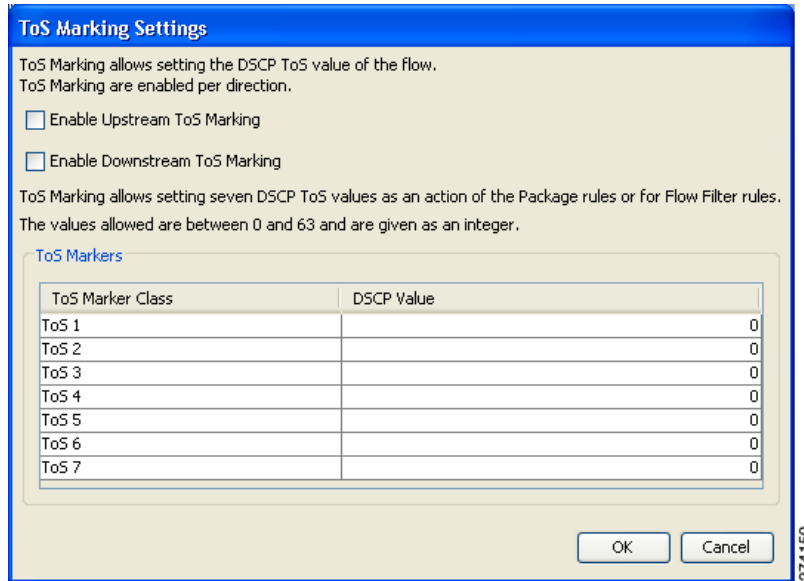 ToS Marking Settings
ToS Marking allows setting the DSCP ToS value of the flow.
ToS Marking are enabled per direction.
Enable Upstream ToS Marking
Enable Downstream ToS Marking
ToS Marking allows setting seven DSCP ToS values as an action of the Package rules or for Flow Filter rules.
The values allowed are between 0 and 63 and are given as an integer.
ToS Markers
ToS Marker Class DSCP Value
ToS 1 0
ToS 2 0
ToS 3 0
ToS 4 0
ToS 5 0
ToS 6 0
ToS 7 0
OK Cancel